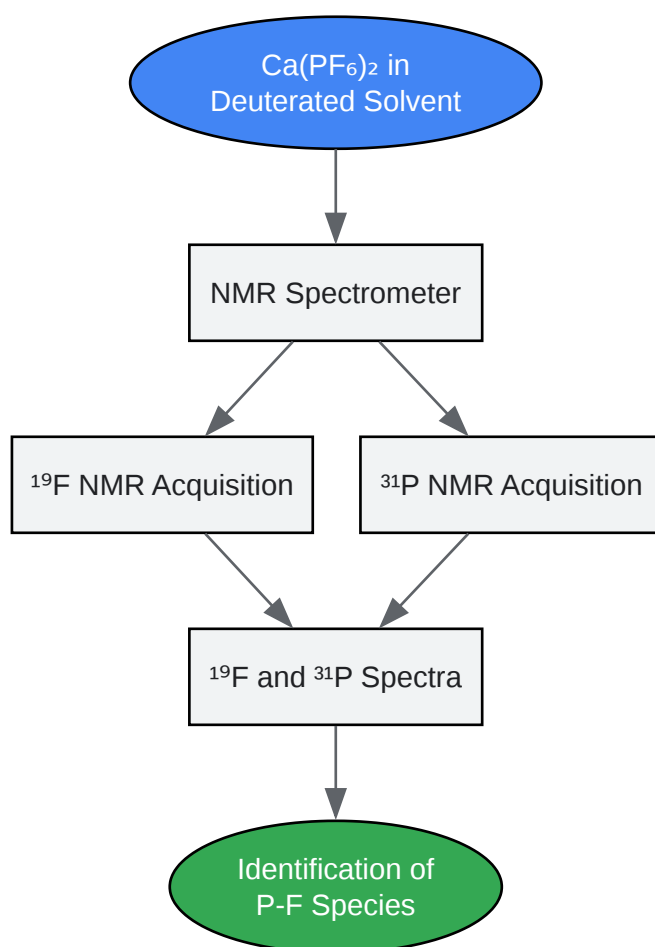 Ca(PF₆)₂ in
Deuterated Solvent
NMR Spectrometer
¹⁹F NMR Acquisition
³¹P NMR Acquisition
¹⁹F and ³¹P Spectra
Identification of
P-F Species